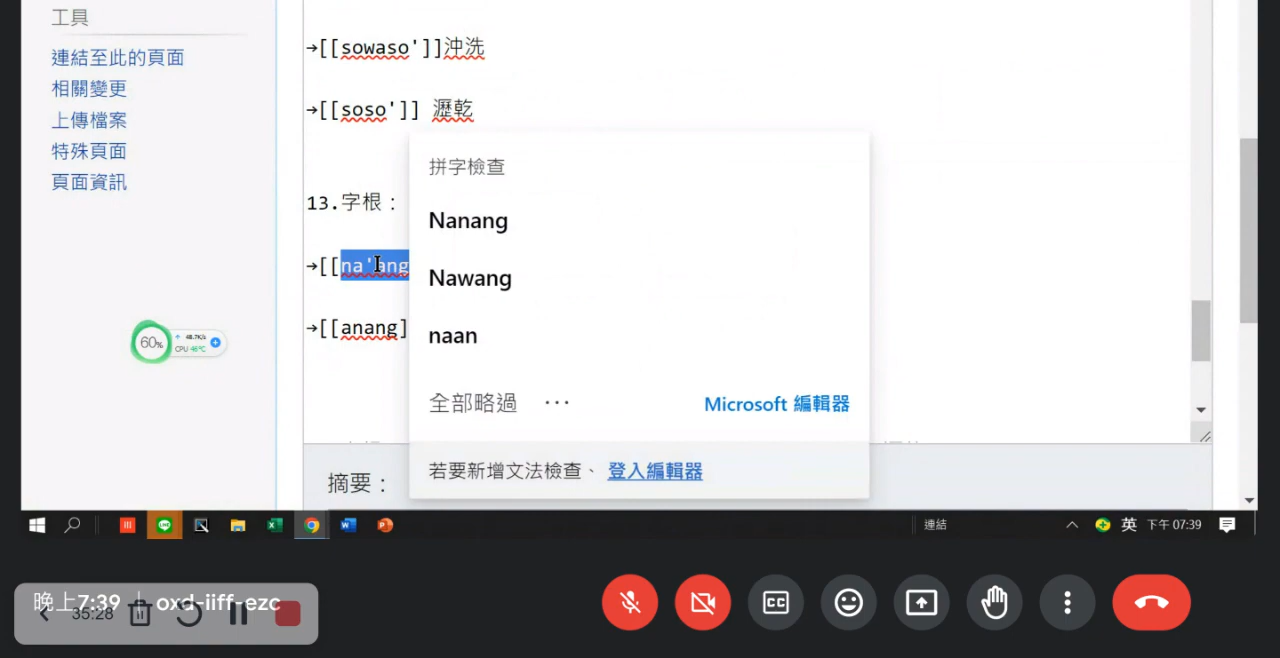 工具
連結至此的頁面
相關變更
上傳檔案
特殊頁面
頁面資訊
→[[sowaso']]沖洗
→[[soso']] 瀝乾
13.字根：
→[[na'ang
→[[anang]
拼字檢查
Nanang
Nawang
naan
全部略過 ···
Microsoft 編輯器
若要新增文法檢查、 登入編輯器
摘要：
60%
48.7K/s
CPU 48°C
連結
英 下午 07:39
晚上7:39 | oxd-iiff-ezc
35:28
CC